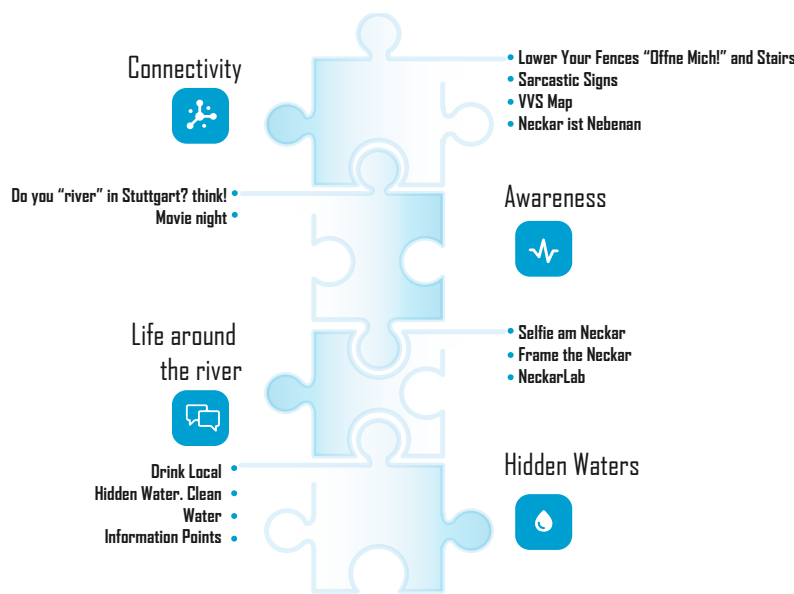 Connectivity
Lower Your Fences “Offne Mich!” and Stairs
Sarcastic Signs
VVS Map
Neckar ist Nebenan
Do you “river” in Stuttgart? think!
Movie night
Awareness
Life around
the river
Selfie am Neckar
Frame the Neckar
NeckarLab
Drink Local
Hidden Water. Clean
Water
Information Points
Hidden Waters